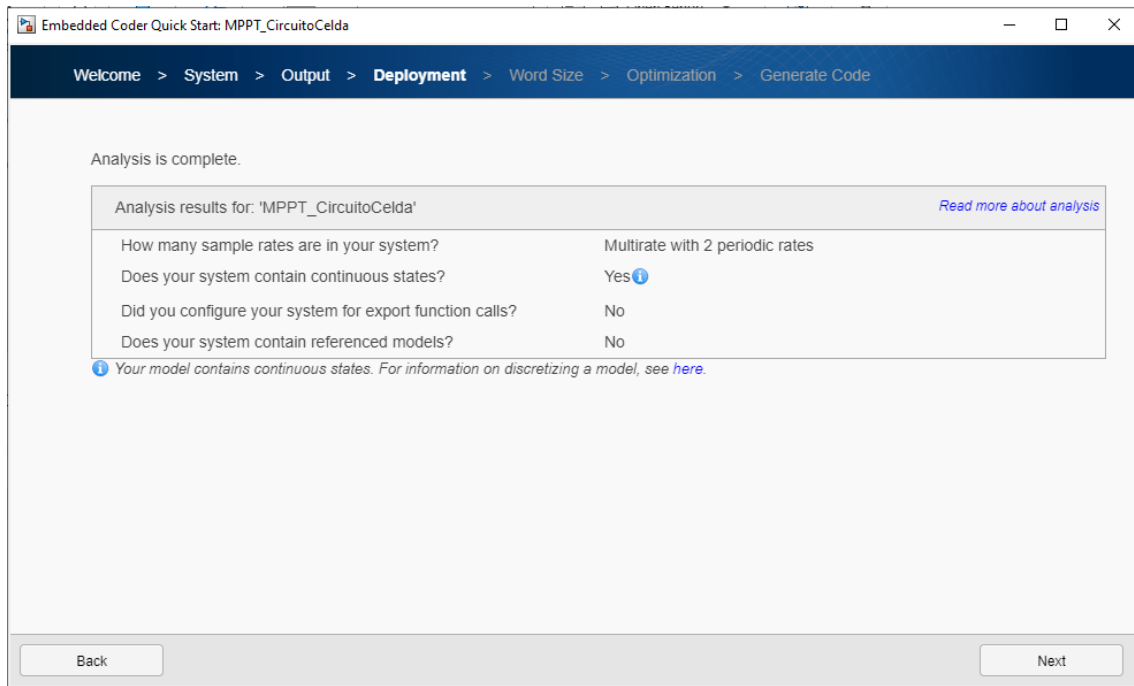 Embedded Coder Quick Start: MPPT_CircuitoCelda
Welcome > System > Output > Deployment > Word Size > Optimization > Generate Code
Analysis is complete.
Analysis results for: 'MPPT_CircuitoCelda' Read more about analysis
How many sample rates are in your system? Multirate with 2 periodic rates
Does your system contain continuous states? Yes
Did you configure your system for export function calls? No
Does your system contain referenced models? No
Your model contains continuous states. For information on discretizing a model, see here.
Back Next